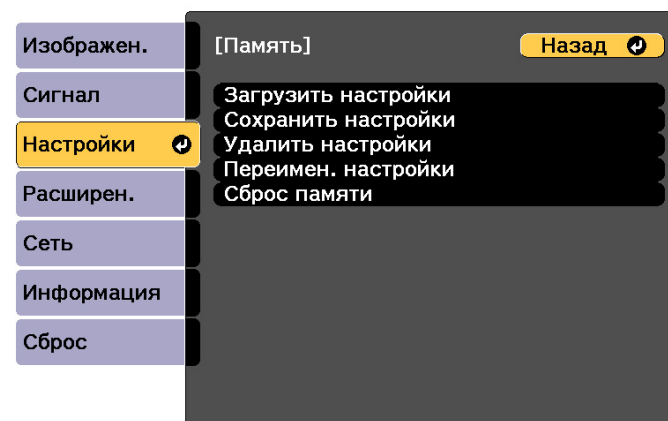 Изображен.
Сигнал
Настройки
Расширен.
Сеть
Информация
Сброс
[Память]
Назад
Загрузить настройки
Сохранить настройки
Удалить настройки
Переимен. настройки
Сброс памяти